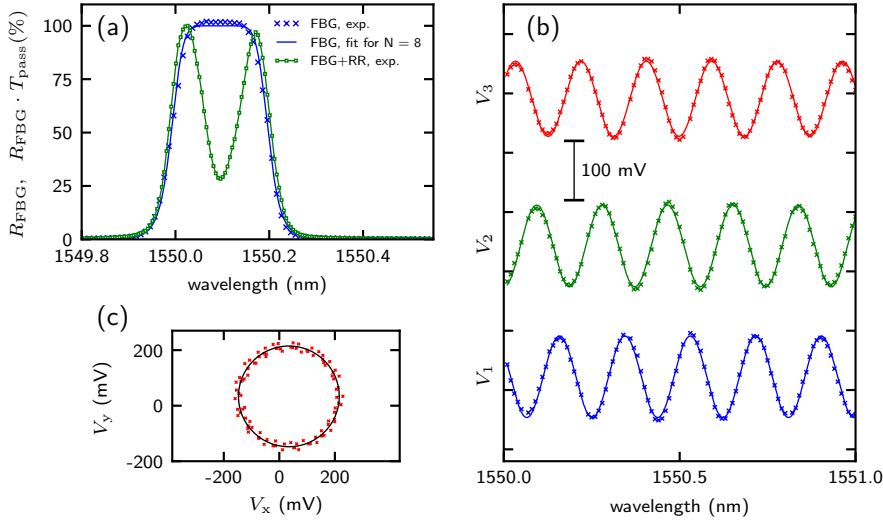 (a)
FBG, exp.
FBG, fit for N = 8
FBG+RR, exp.
R_FBG, R_FBG · T_pass(%)
100
75
50
25
0
1549.8 1550.0 1550.2 1550.4
wavelength (nm)
(b)
V_3
V_2
V_1
100 mV
1550.0 1550.5 1551.0
wavelength (nm)
(c)
V_y (mV)
200
0
-200
-200 0 200
V_x (mV)